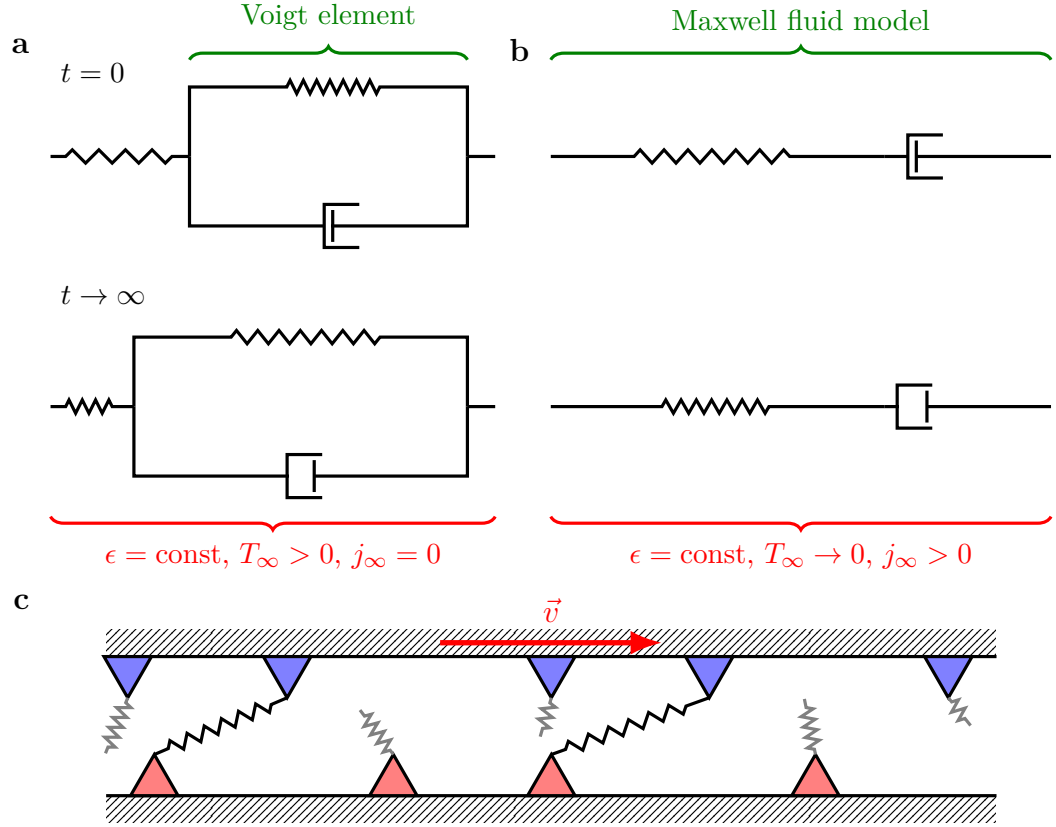 Voigt element
Maxwell fluid model
a
b
t = 0
t → ∞
ϵ = const, T∞ > 0, j∞ = 0
ϵ = const, T∞ → 0, j∞ > 0
c
v⃗